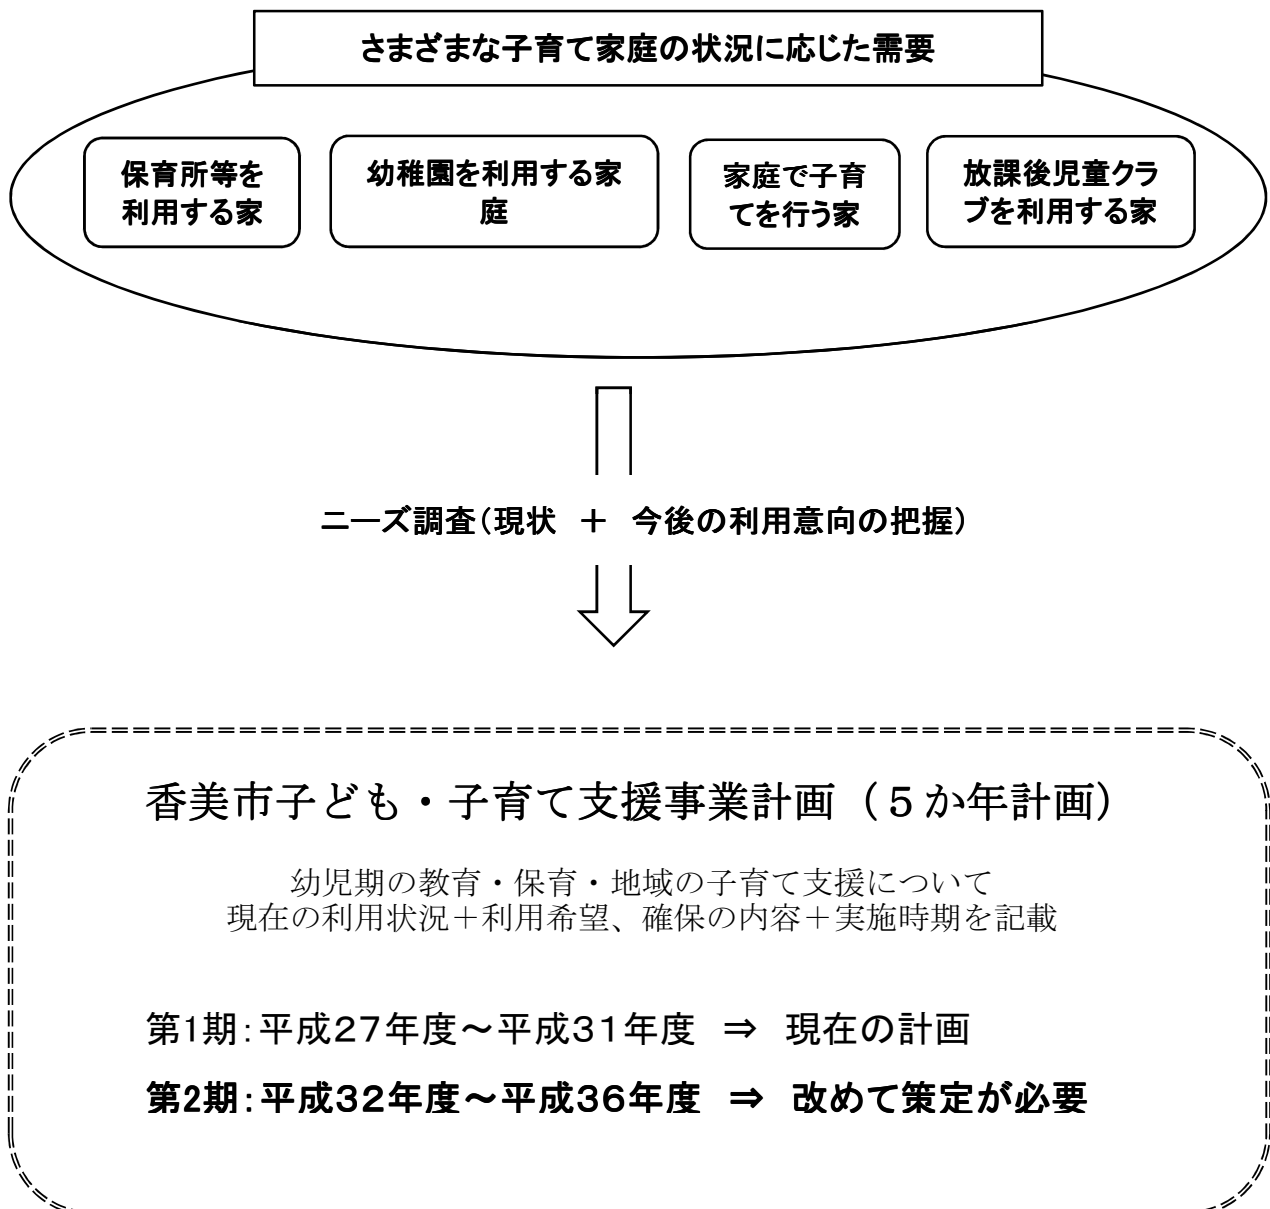 さまざまな子育て家庭の状況に応じた需要
保育所等を
利用する家
幼稚園を利用する家
庭
家庭で子育
てを行う家
放課後児童クラ
ブを利用する家
ニーズ調査（現状　＋　今後の利用意向の把握）
香美市子ども・子育て支援事業計画（５か年計画）
幼児期の教育・保育・地域の子育て支援について
現在の利用状況＋利用希望、確保の内容＋実施時期を記載
第1期：平成２７年度～平成３１年度　⇒　現在の計画
第2期：平成３２年度～平成３６年度　⇒　改めて策定が必要